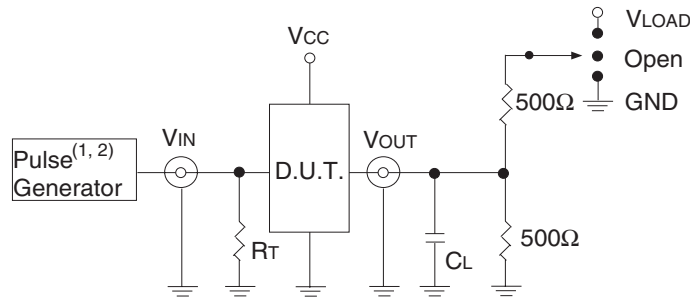 VLOAD
VCC
Open
500Ω
GND
VIN
VOUT
Pulse(1, 2)
Generator
D.U.T.
RT
CL
500Ω